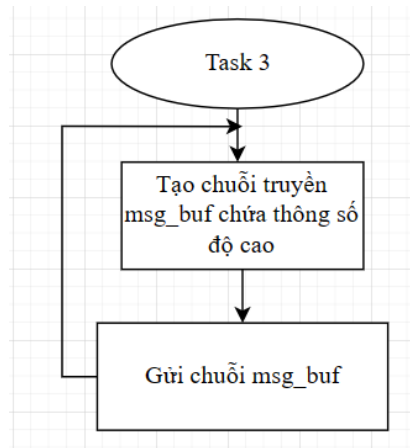 Task 3
Tạo chuỗi truyền
msg_buf chứa thông số
độ cao
Gửi chuỗi msg_buf